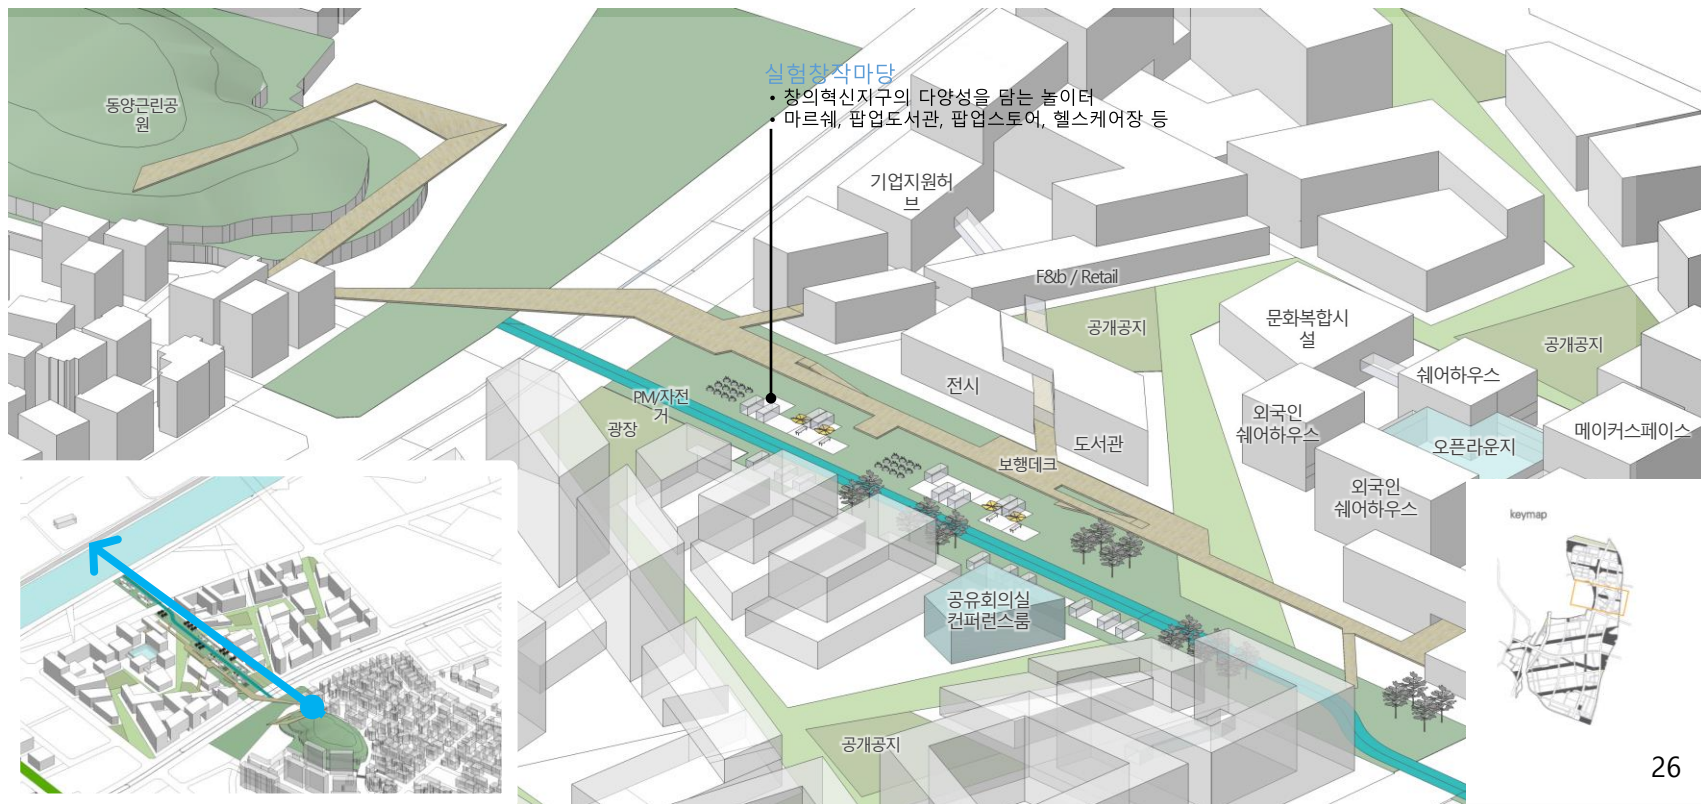 실험창작마당
• 창의혁신지구의 다양성을 담는 놀이터
• 마르쉐, 팝업도서관, 팝업스토어, 헬스케어장 등
동양근린공
원
기업지원허
브
F&b / Retail
공개공지
문화복합시
설
공개공지
전시
쉐어하우스
PM/자전
거
광장
외국인
쉐어하우스
도서관
오픈라운지
메이커스페이스
보행데크
외국인
쉐어하우스
공유회의실
컨퍼런스룸
공개공지
keymap
26